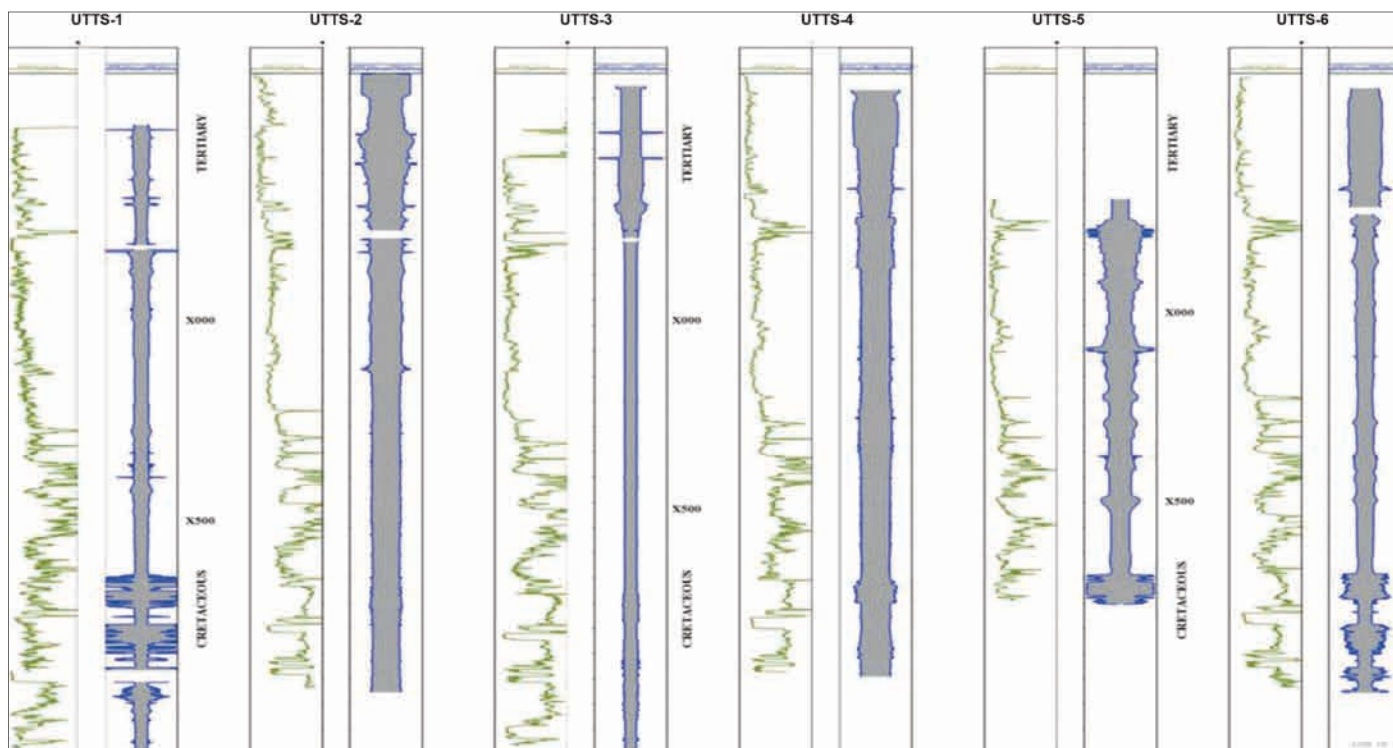 UTTS-1 UTTS-2 UTTS-3 UTTS-4 UTTS-5 UTTS-6
TERTIARY TERTIARY TERTIARY
X000 X000 X000
X500 X500 X500
CRETACEOUS CRETACEOUS CRETACEOUS